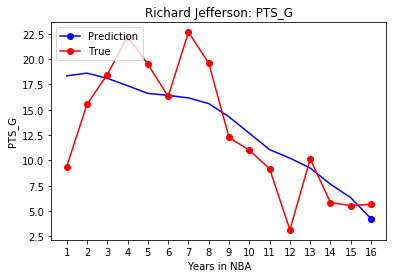 Richard Jefferson: PTS_G
Prediction
True
22.5
20.0
17.5
15.0
12.5
10.0
7.5
5.0
2.5
PTS_G
1 2 3 4 5 6 7 8 9 10 11 12 13 14 15 16
Years in NBA